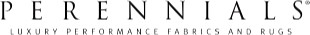 PERENNIALS®
LUXURY PERFORMANCE FABRICS AND RUGS